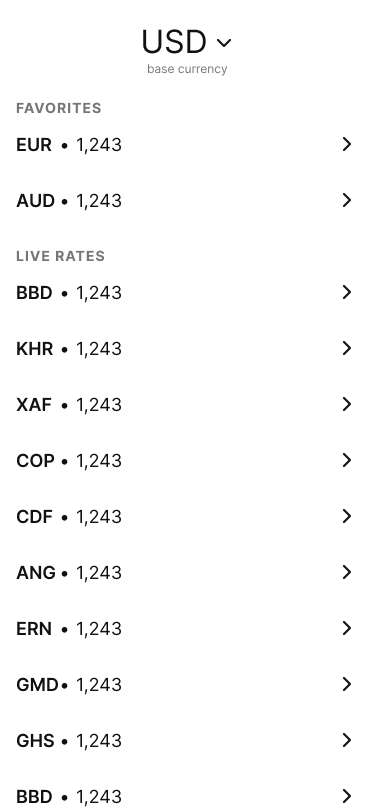 USD
base currency
FAVORITES
EUR • 1,243
AUD • 1,243
LIVE RATES
BBD • 1,243
KHR • 1,243
XAF • 1,243
COP • 1,243
CDF • 1,243
ANG • 1,243
ERN • 1,243
GMD • 1,243
GHS • 1,243
BBD • 1,243